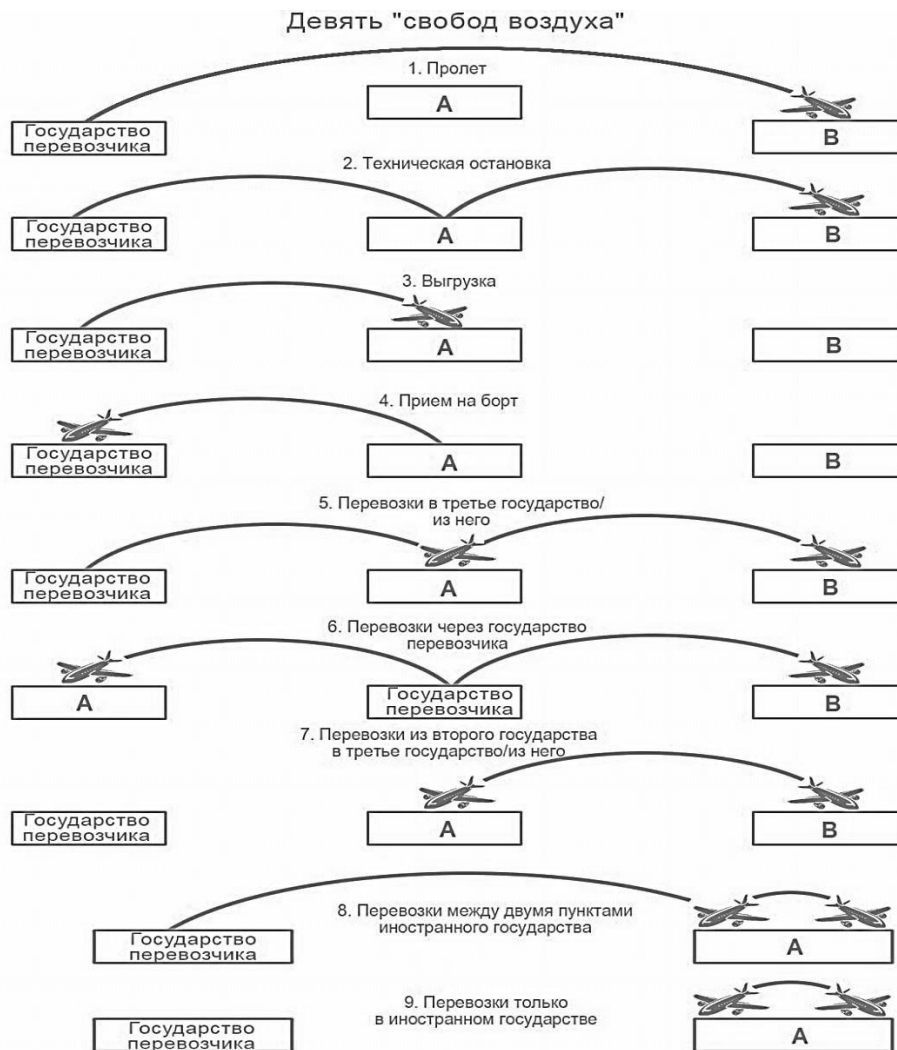 Девять "свобод воздуха"
1. Пролет
А
Государство
перевозчика
В
2. Техническая остановка
Государство
перевозчика
А
В
3. Выгрузка
Государство
перевозчика
А
В
4. Прием на борт
Государство
перевозчика
А
В
5. Перевозки в третье государство/
из него
Государство
перевозчика
А
В
6. Перевозки через государство
перевозчика
А
Государство
перевозчика
В
7. Перевозки из второго государства
в третье государство/из него
Государство
перевозчика
А
В
8. Перевозки между двумя пунктами
иностранного государства
Государство
перевозчика
А
9. Перевозки только
в иностранном государстве
Государство
перевозчика
А